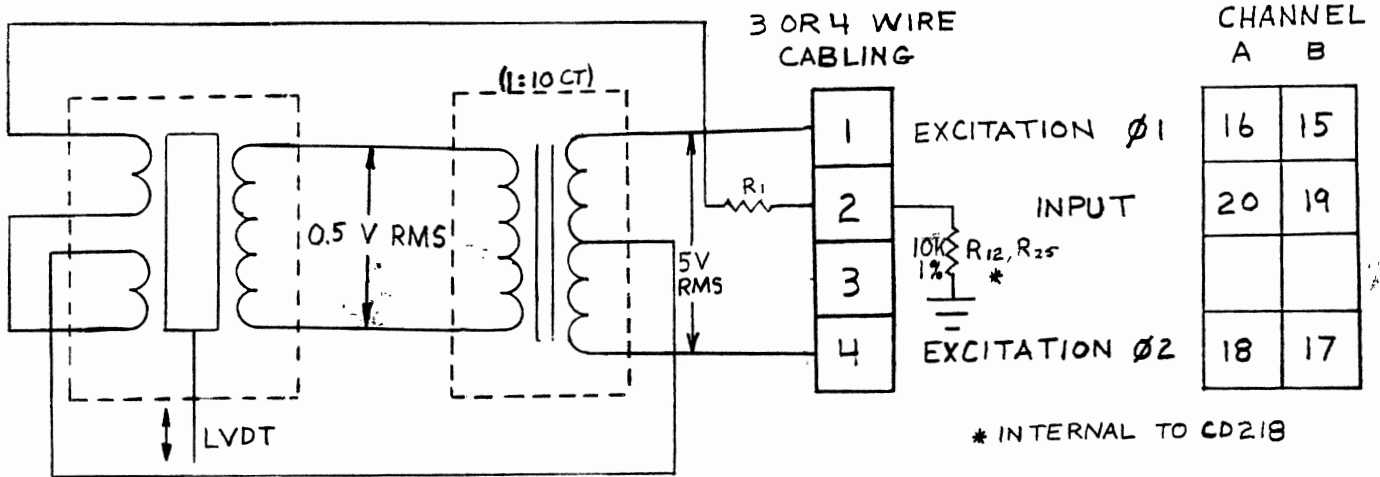 3 OR 4 WIRE
CABLING
CHANNEL
A B
(1:10 CT)
1 EXCITATION Ø1 16 15
R1
2 INPUT 20 19
0.5 V RMS
5V
RMS
10K
1%
R12, R25
*
3
4 EXCITATION Ø2 18 17
LVDT
* INTERNAL TO CD218